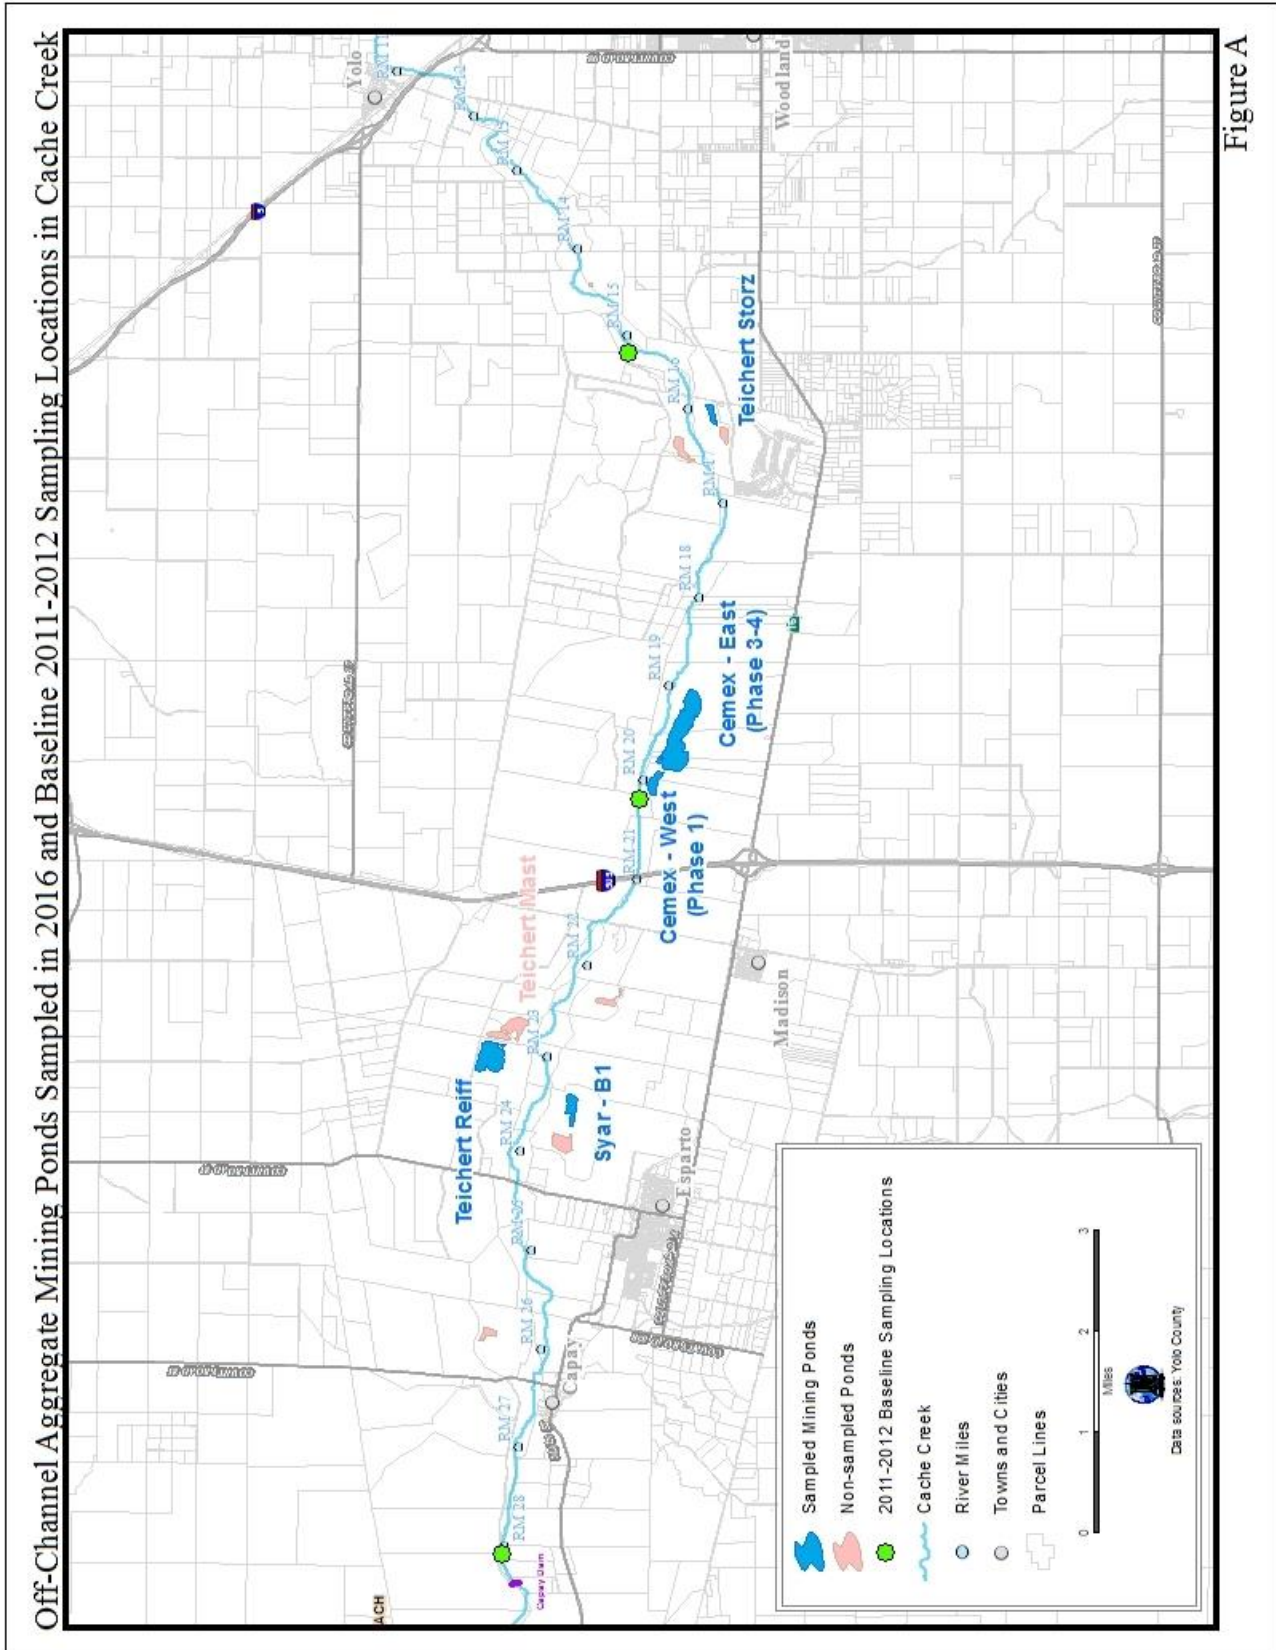 Off-Channel Aggregate Mining Ponds Sampled in 2016 and Baseline 2011-2012 Sampling Locations in Cache Creek
Yolo
RM 12
RM 13
RM 14
RM 15
RM 16
RM 18
RM 19
RM 20
RM 21
RM 22
RM 23
RM 24
RM 25
RM 26
RM 27
RM 28
Woodland
Teichert Storz
Cemex - East
(Phase 3-4)
Cemex - West
(Phase 1)
Teichert Mast
Teichert Reiff
Syar - B1
Madison
Esparto
Capay
Capay Dam
ACH
Sampled Mining Ponds
Non-sampled Ponds
2011-2012 Baseline Sampling Locations
Cache Creek
River Miles
Towns and Cities
Parcel Lines
0 1 2 3
Miles
Data sources: Yolo County
Figure A